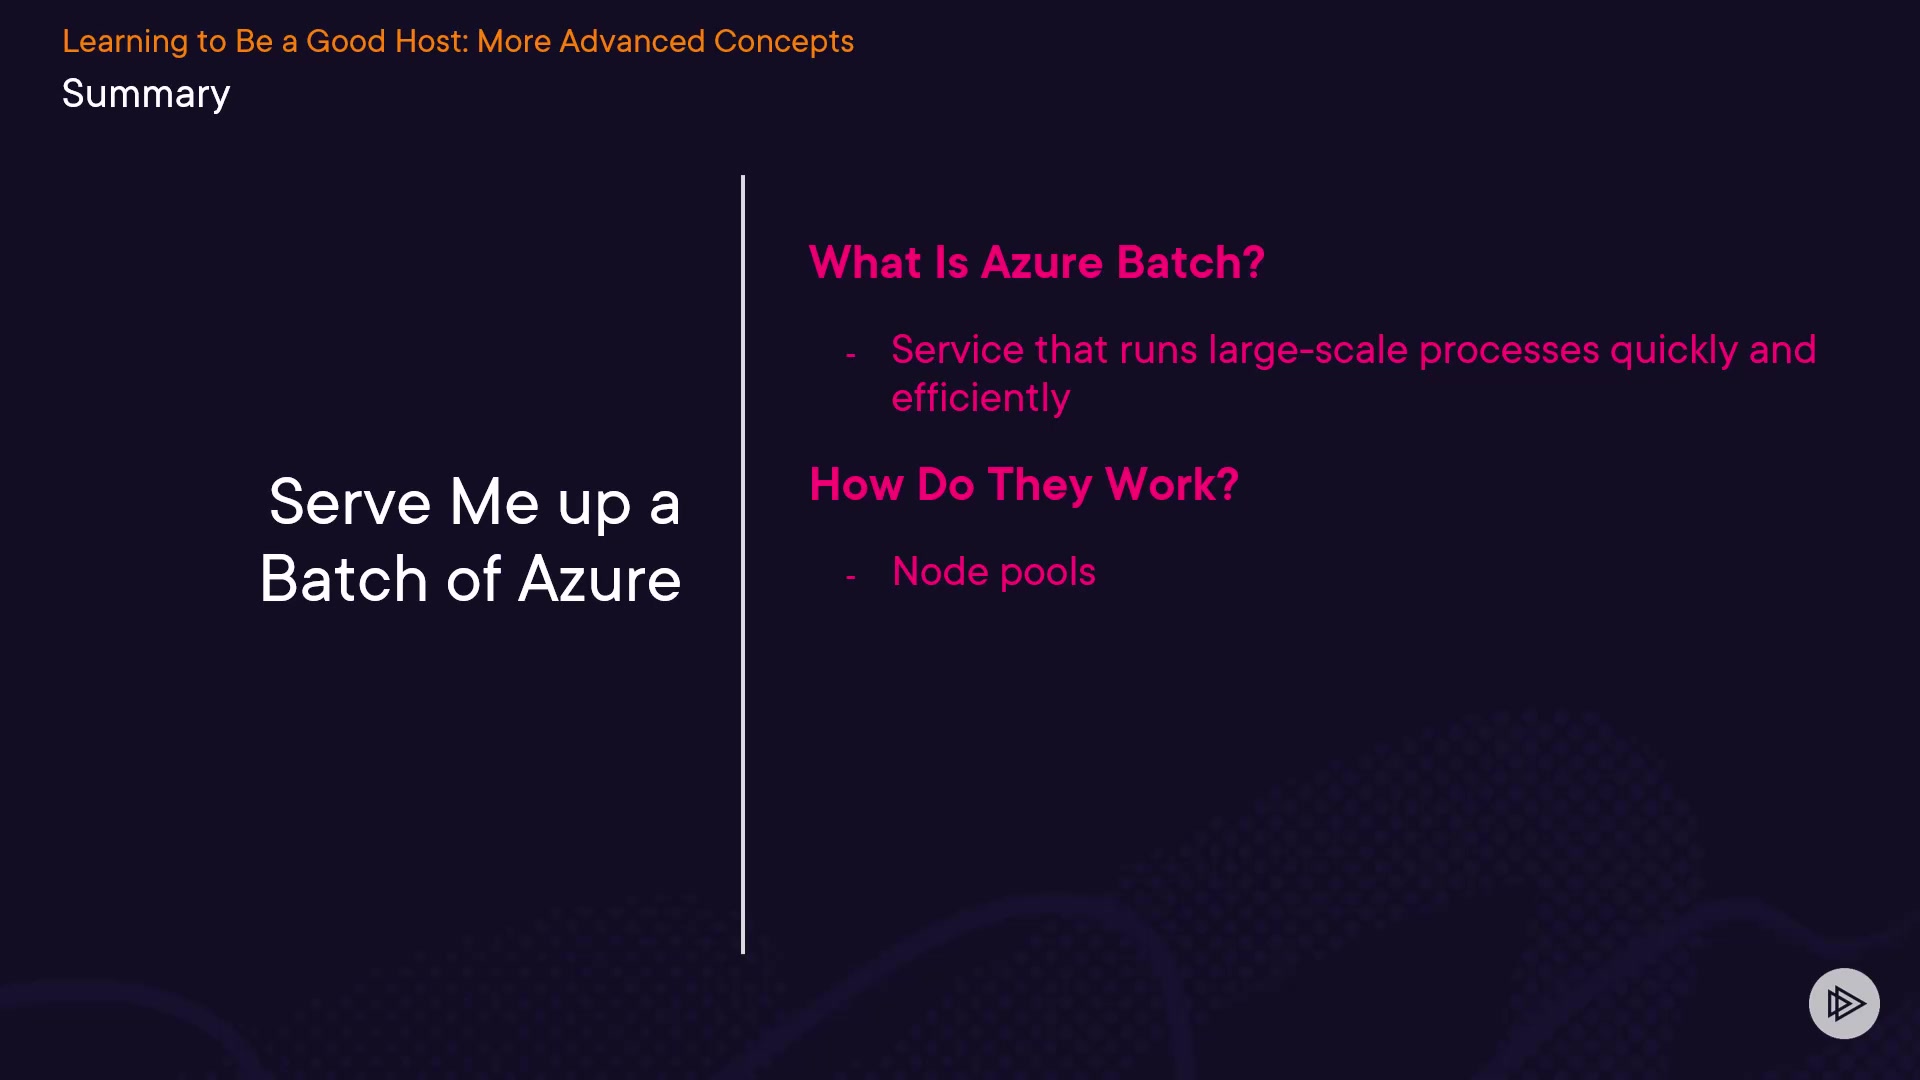 Learning to Be a Good Host: More Advanced Concepts
Summary
Serve Me up a
Batch of Azure
What Is Azure Batch?
- Service that runs large-scale processes quickly and
efficiently
How Do They Work?
- Node pools